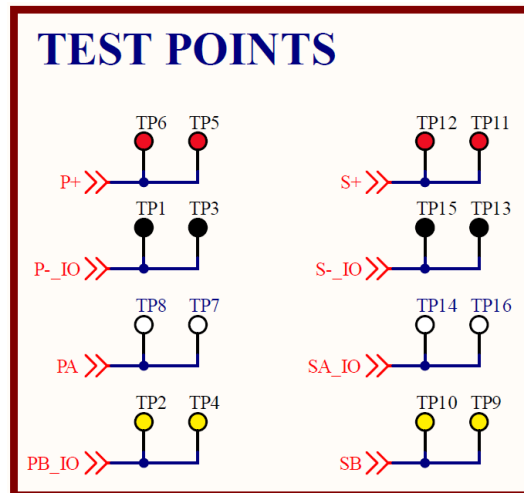 TEST POINTS
TP6 TP5 TP12 TP11
P+ S+
TP1 TP3 TP15 TP13
P-_IO S-_IO
TP8 TP7 TP14 TP16
PA SA_IO
TP2 TP4 TP10 TP9
PB_IO SB